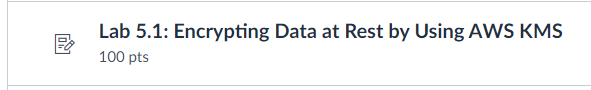 Lab 5.1: Encrypting Data at Rest by Using AWS KMS
100 pts